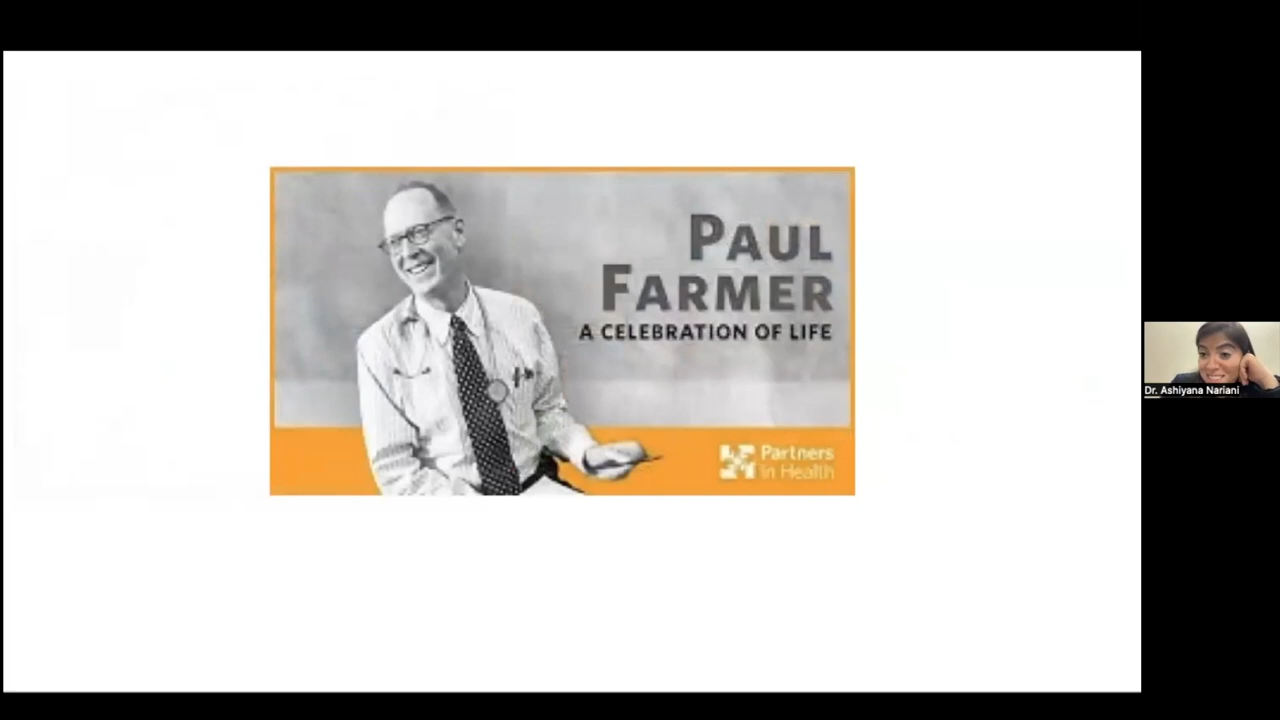 PAUL
FARMER
A CELEBRATION OF LIFE
Partners
In Health
Dr. Ashiyana Nariani